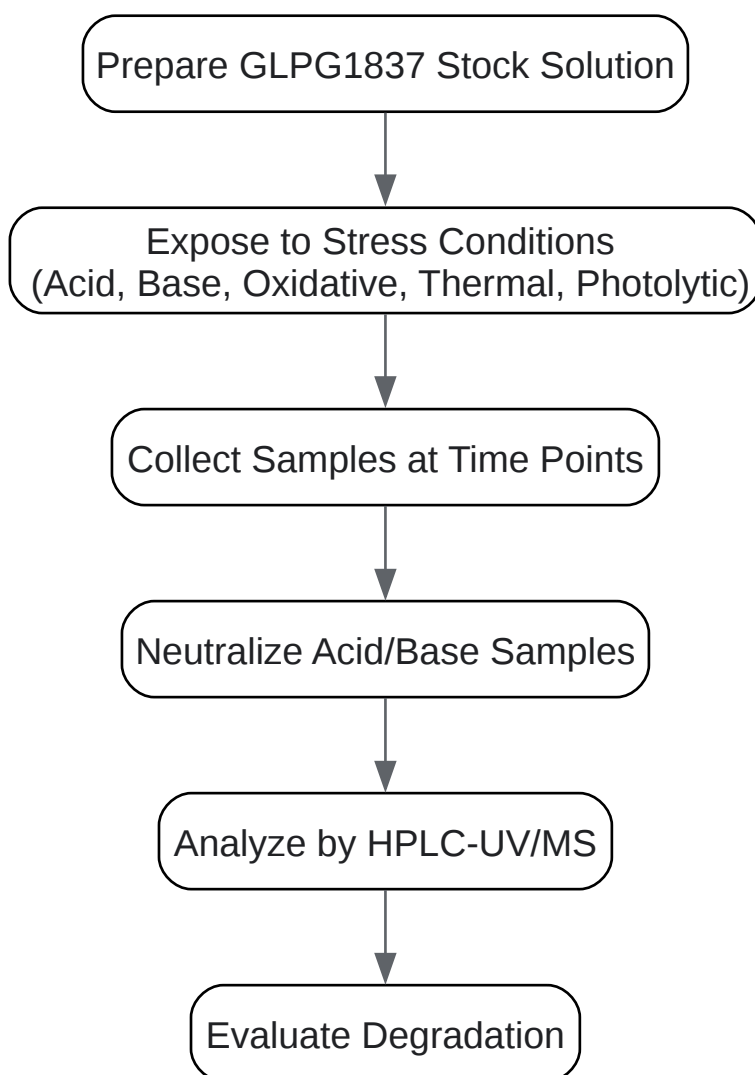 Prepare GLPG1837 Stock Solution
Expose to Stress Conditions
(Acid, Base, Oxidative, Thermal, Photolytic)
Collect Samples at Time Points
Neutralize Acid/Base Samples
Analyze by HPLC-UV/MS
Evaluate Degradation